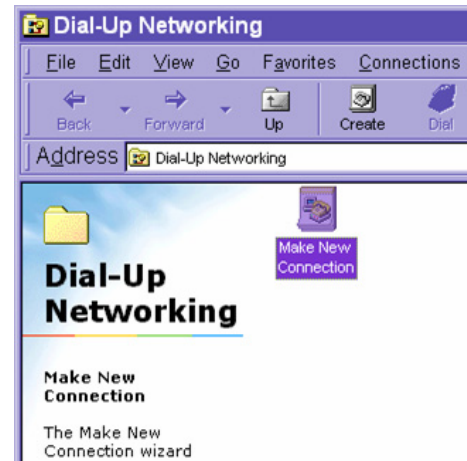 Dial-Up Networking
File Edit View Go Favorites Connections
Back Forward Up Create Dial
Address Dial-Up Networking
Make New
Connection
Dial-Up
Networking
Make New
Connection
The Make New
Connection wizard